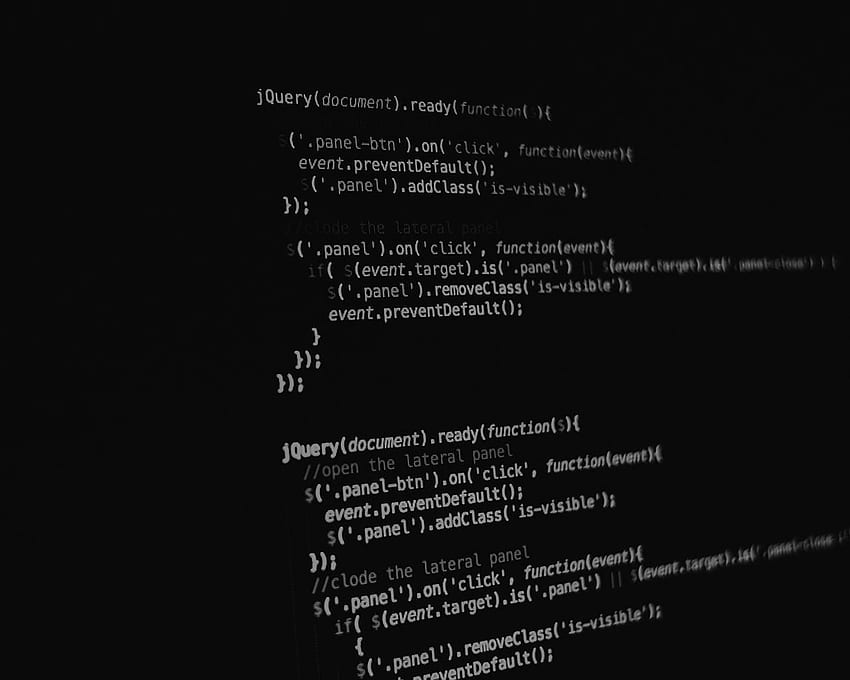 jQuery(document).ready(function( ){
$('.panel-btn').on('click', function(event){
event.preventDefault();
$('.panel').addClass('is-visible');
});
//clode the lateral panel
$('.panel').on('click', function(event){
if( $(event.target).is('.panel') || $(event.target).is('.panel-close') ) {
$('.panel').removeClass('is-visible');
event.preventDefault();
}
});
});
jQuery(document).ready(function($){
//open the lateral panel
$('.panel-btn').on('click', function(event){
event.preventDefault();
$('.panel').addClass('is-visible');
});
//clode the lateral panel
$('.panel').on('click', function(event){
if( $(event.target).is('.panel') || $(event.target).is('.panel-close
{
$('.panel').removeClass('is-visible');
preventDefault();